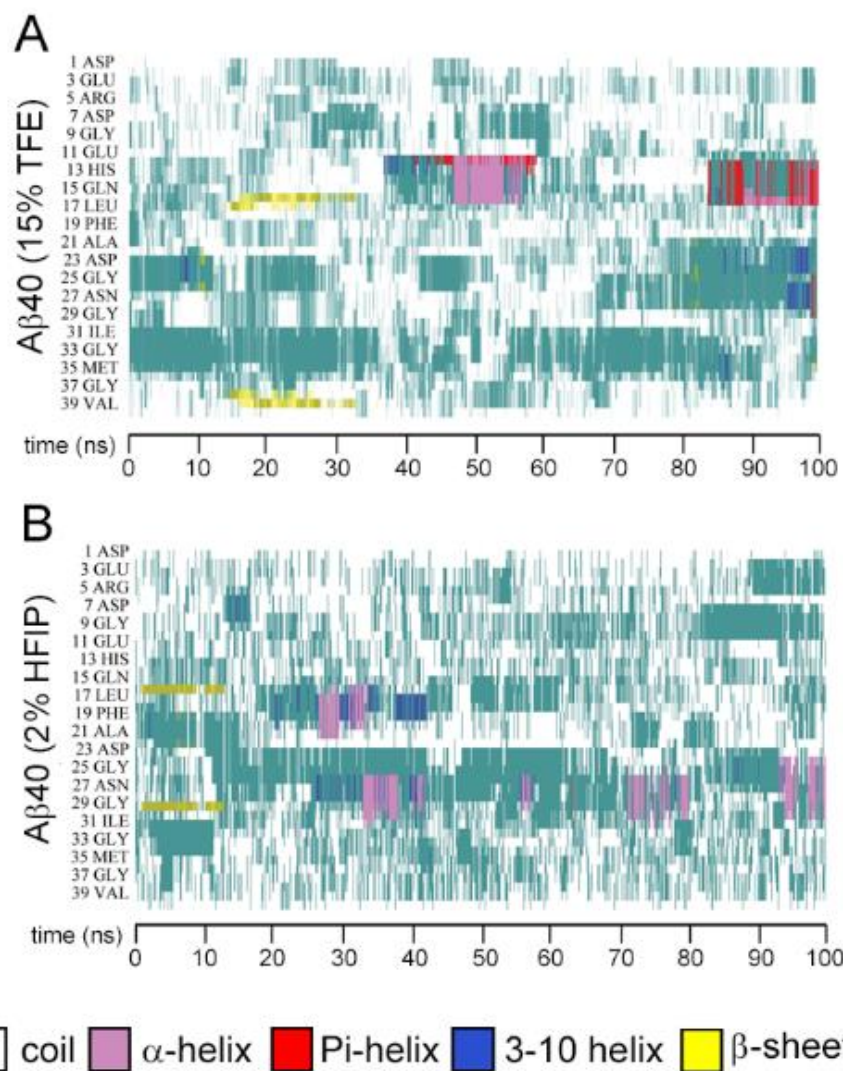 A
Aβ40 (15% TFE)
1 ASP
3 GLU
5 ARG
7 ASP
9 GLY
11 GLU
13 HIS
15 GLN
17 LEU
19 PHE
21 ALA
23 ASP
25 GLY
27 ASN
29 GLY
31 ILE
33 GLY
35 MET
37 GLY
39 VAL
time (ns)
0 10 20 30 40 50 60 70 80 90 100
B
Aβ40 (2% HFIP)
1 ASP
3 GLU
5 ARG
7 ASP
9 GLY
11 GLU
13 HIS
15 GLN
17 LEU
19 PHE
21 ALA
23 ASP
25 GLY
27 ASN
29 GLY
31 ILE
33 GLY
35 MET
37 GLY
39 VAL
time (ns)
0 10 20 30 40 50 60 70 80 90 100
coil α-helix Pi-helix 3-10 helix β-shee